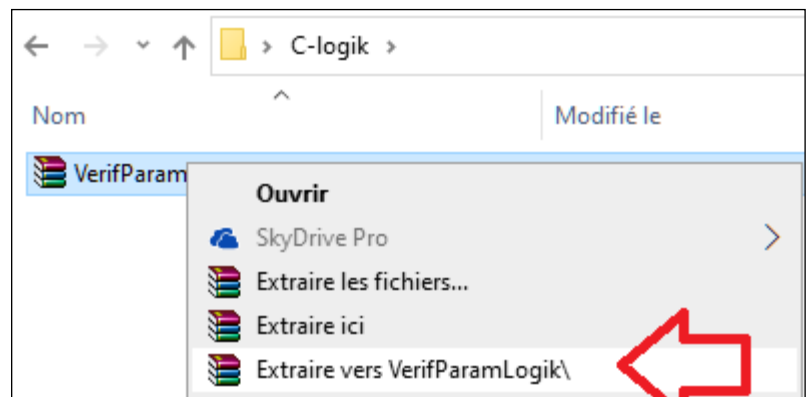 C-logik
Nom Modifié le
VerifParam
Ouvrir
SkyDrive Pro
Extraire les fichiers...
Extraire ici
Extraire vers VerifParamLogik\